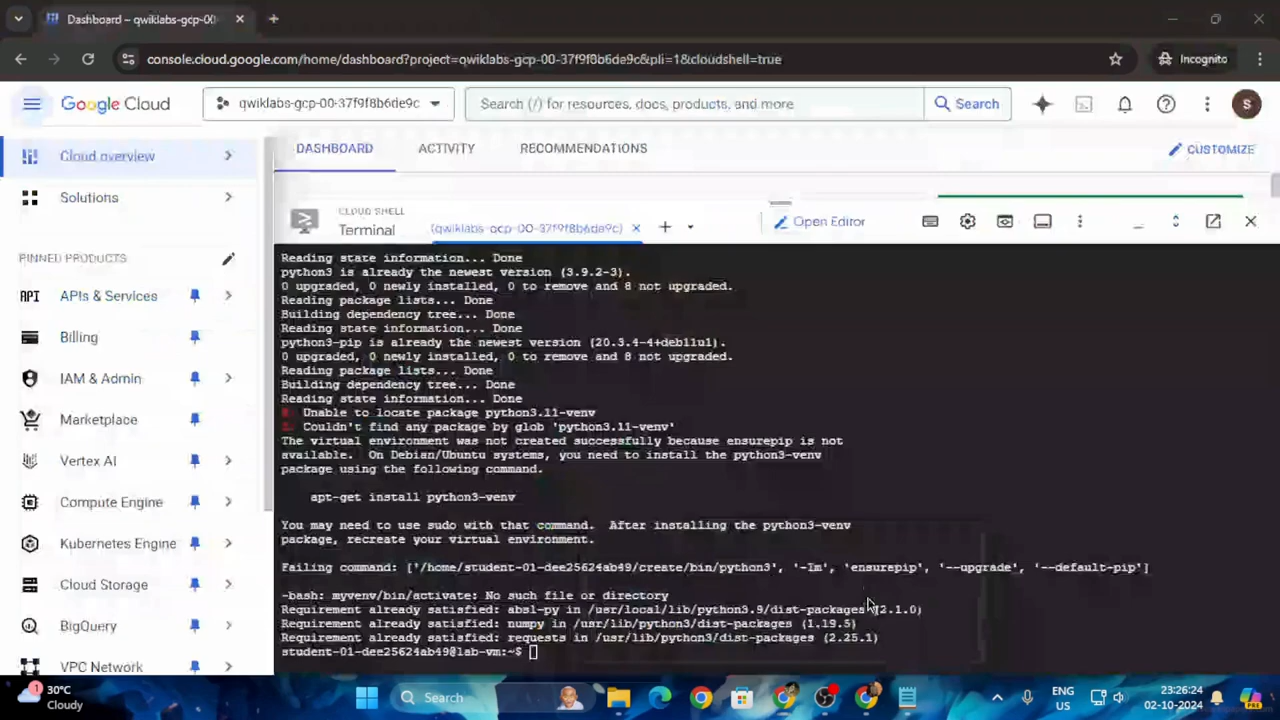 Dashboard – qwiklabs-gcp-00-
console.cloud.google.com/home/dashboard?project=qwiklabs-gcp-00-37f9f8b6de9c&pli=1&cloudshell=true
Incognito
Google Cloud
qwiklabs-gcp-00-37f9f8b6de9c
Search (/) for resources, docs, products, and more
Search
S
Cloud overview
Solutions
PINNED PRODUCTS
API APIs & Services
Billing
IAM & Admin
Marketplace
Vertex AI
Compute Engine
Kubernetes Engine
Cloud Storage
BigQuery
VPC Network
DASHBOARD
ACTIVITY
RECOMMENDATIONS
CUSTOMIZE
CLOUD SHELL
Terminal
(qwiklabs-gcp-00-37f9f8b6de9c)
Open Editor
Reading state information... Done
python3 is already the newest version (3.9.2-3).
0 upgraded, 0 newly installed, 0 to remove and 8 not upgraded.
Reading package lists... Done
Building dependency tree... Done
Reading state information... Done
python3-pip is already the newest version (20.3.4-4+deb11u1).
0 upgraded, 0 newly installed, 0 to remove and 8 not upgraded.
Reading package lists... Done
Building dependency tree... Done
Reading state information... Done
Unable to locate package python3.11-venv
Couldn't find any package by glob 'python3.11-venv'
The virtual environment was not created successfully because ensurepip is not
available. On Debian/Ubuntu systems, you need to install the python3-venv
package using the following command.
apt-get install python3-venv
You may need to use sudo with that command. After installing the python3-venv
package, recreate your virtual environment.
Failing command: ['/home/student-01-dee25624ab49/create/bin/python3', '-Im', 'ensurepip', '--upgrade', '--default-pip']
-bash: myvenv/bin/activate: No such file or directory
Requirement already satisfied: absl-py in /usr/local/lib/python3.9/dist-packages (2.1.0)
Requirement already satisfied: numpy in /usr/lib/python3/dist-packages (1.19.5)
Requirement already satisfied: requests in /usr/lib/python3/dist-packages (2.25.1)
student-01-dee25624ab49@lab-vm:~$
1
30°C
Cloudy
Search
ENG
US
23:26:24
02-10-2024
PRE